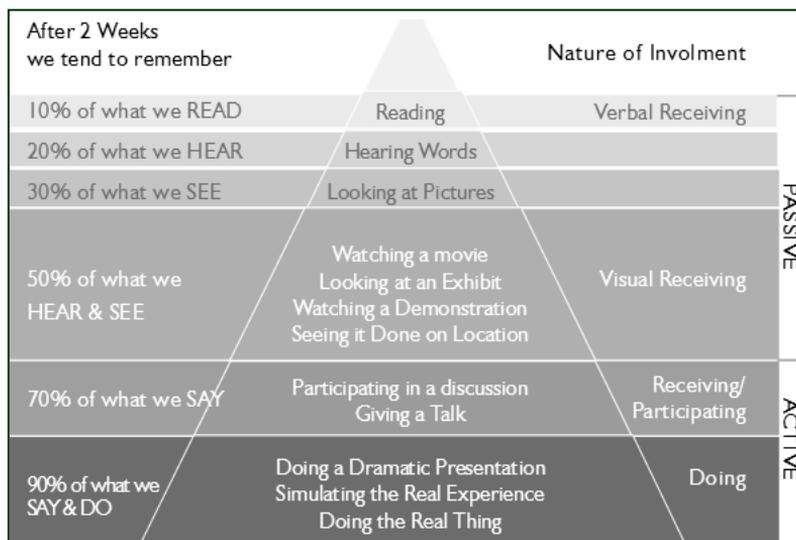 After 2 Weeks
we tend to remember
Nature of Involment
10% of what we READ
Reading
Verbal Receiving
20% of what we HEAR
Hearing Words
30% of what we SEE
Looking at Pictures
50% of what we
HEAR & SEE
Watching a movie
Looking at an Exhibit
Watching a Demonstration
Seeing it Done on Location
Visual Receiving
PASSIVE
70% of what we SAY
Participating in a discussion
Giving a Talk
Receiving/
Participating
90% of what we
SAY & DO
Doing a Dramatic Presentation
Simulating the Real Experience
Doing the Real Thing
Doing
ACTIVE